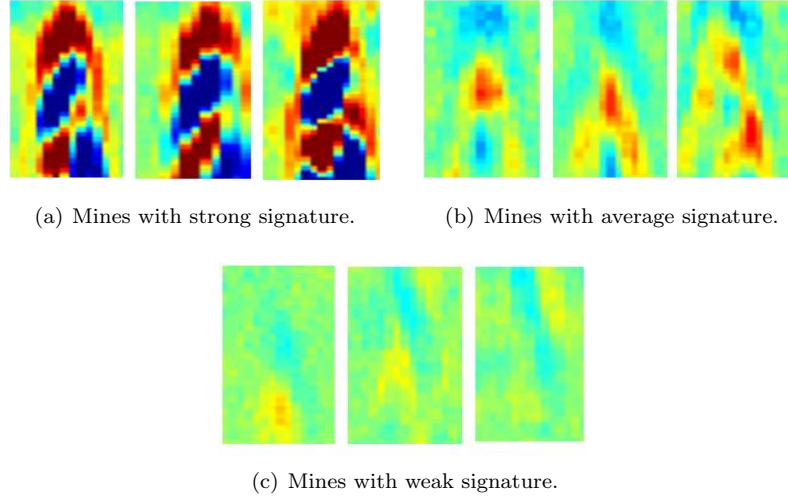 (a) Mines with strong signature.
(b) Mines with average signature.
(c) Mines with weak signature.